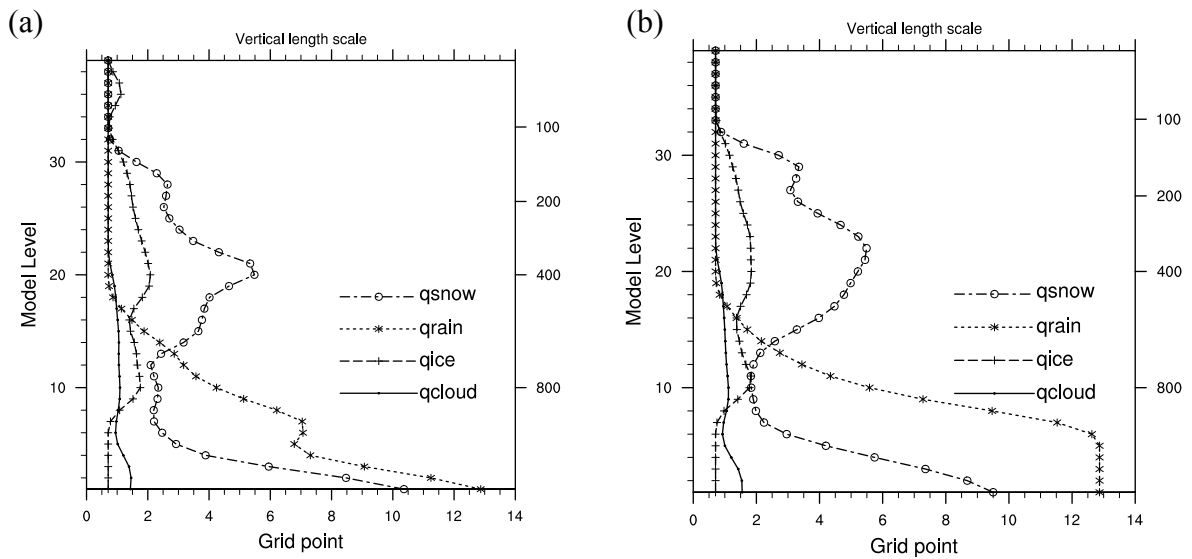 (a)
Vertical length scale
30
20
10
Model Level
100
200
400
800
qsnow
qrain
qice
qcloud
0 2 4 6 8 10 12 14
Grid point
(b)
Vertical length scale
30
20
10
Model Level
100
200
400
800
qsnow
qrain
qice
qcloud
0 2 4 6 8 10 12 14
Grid point